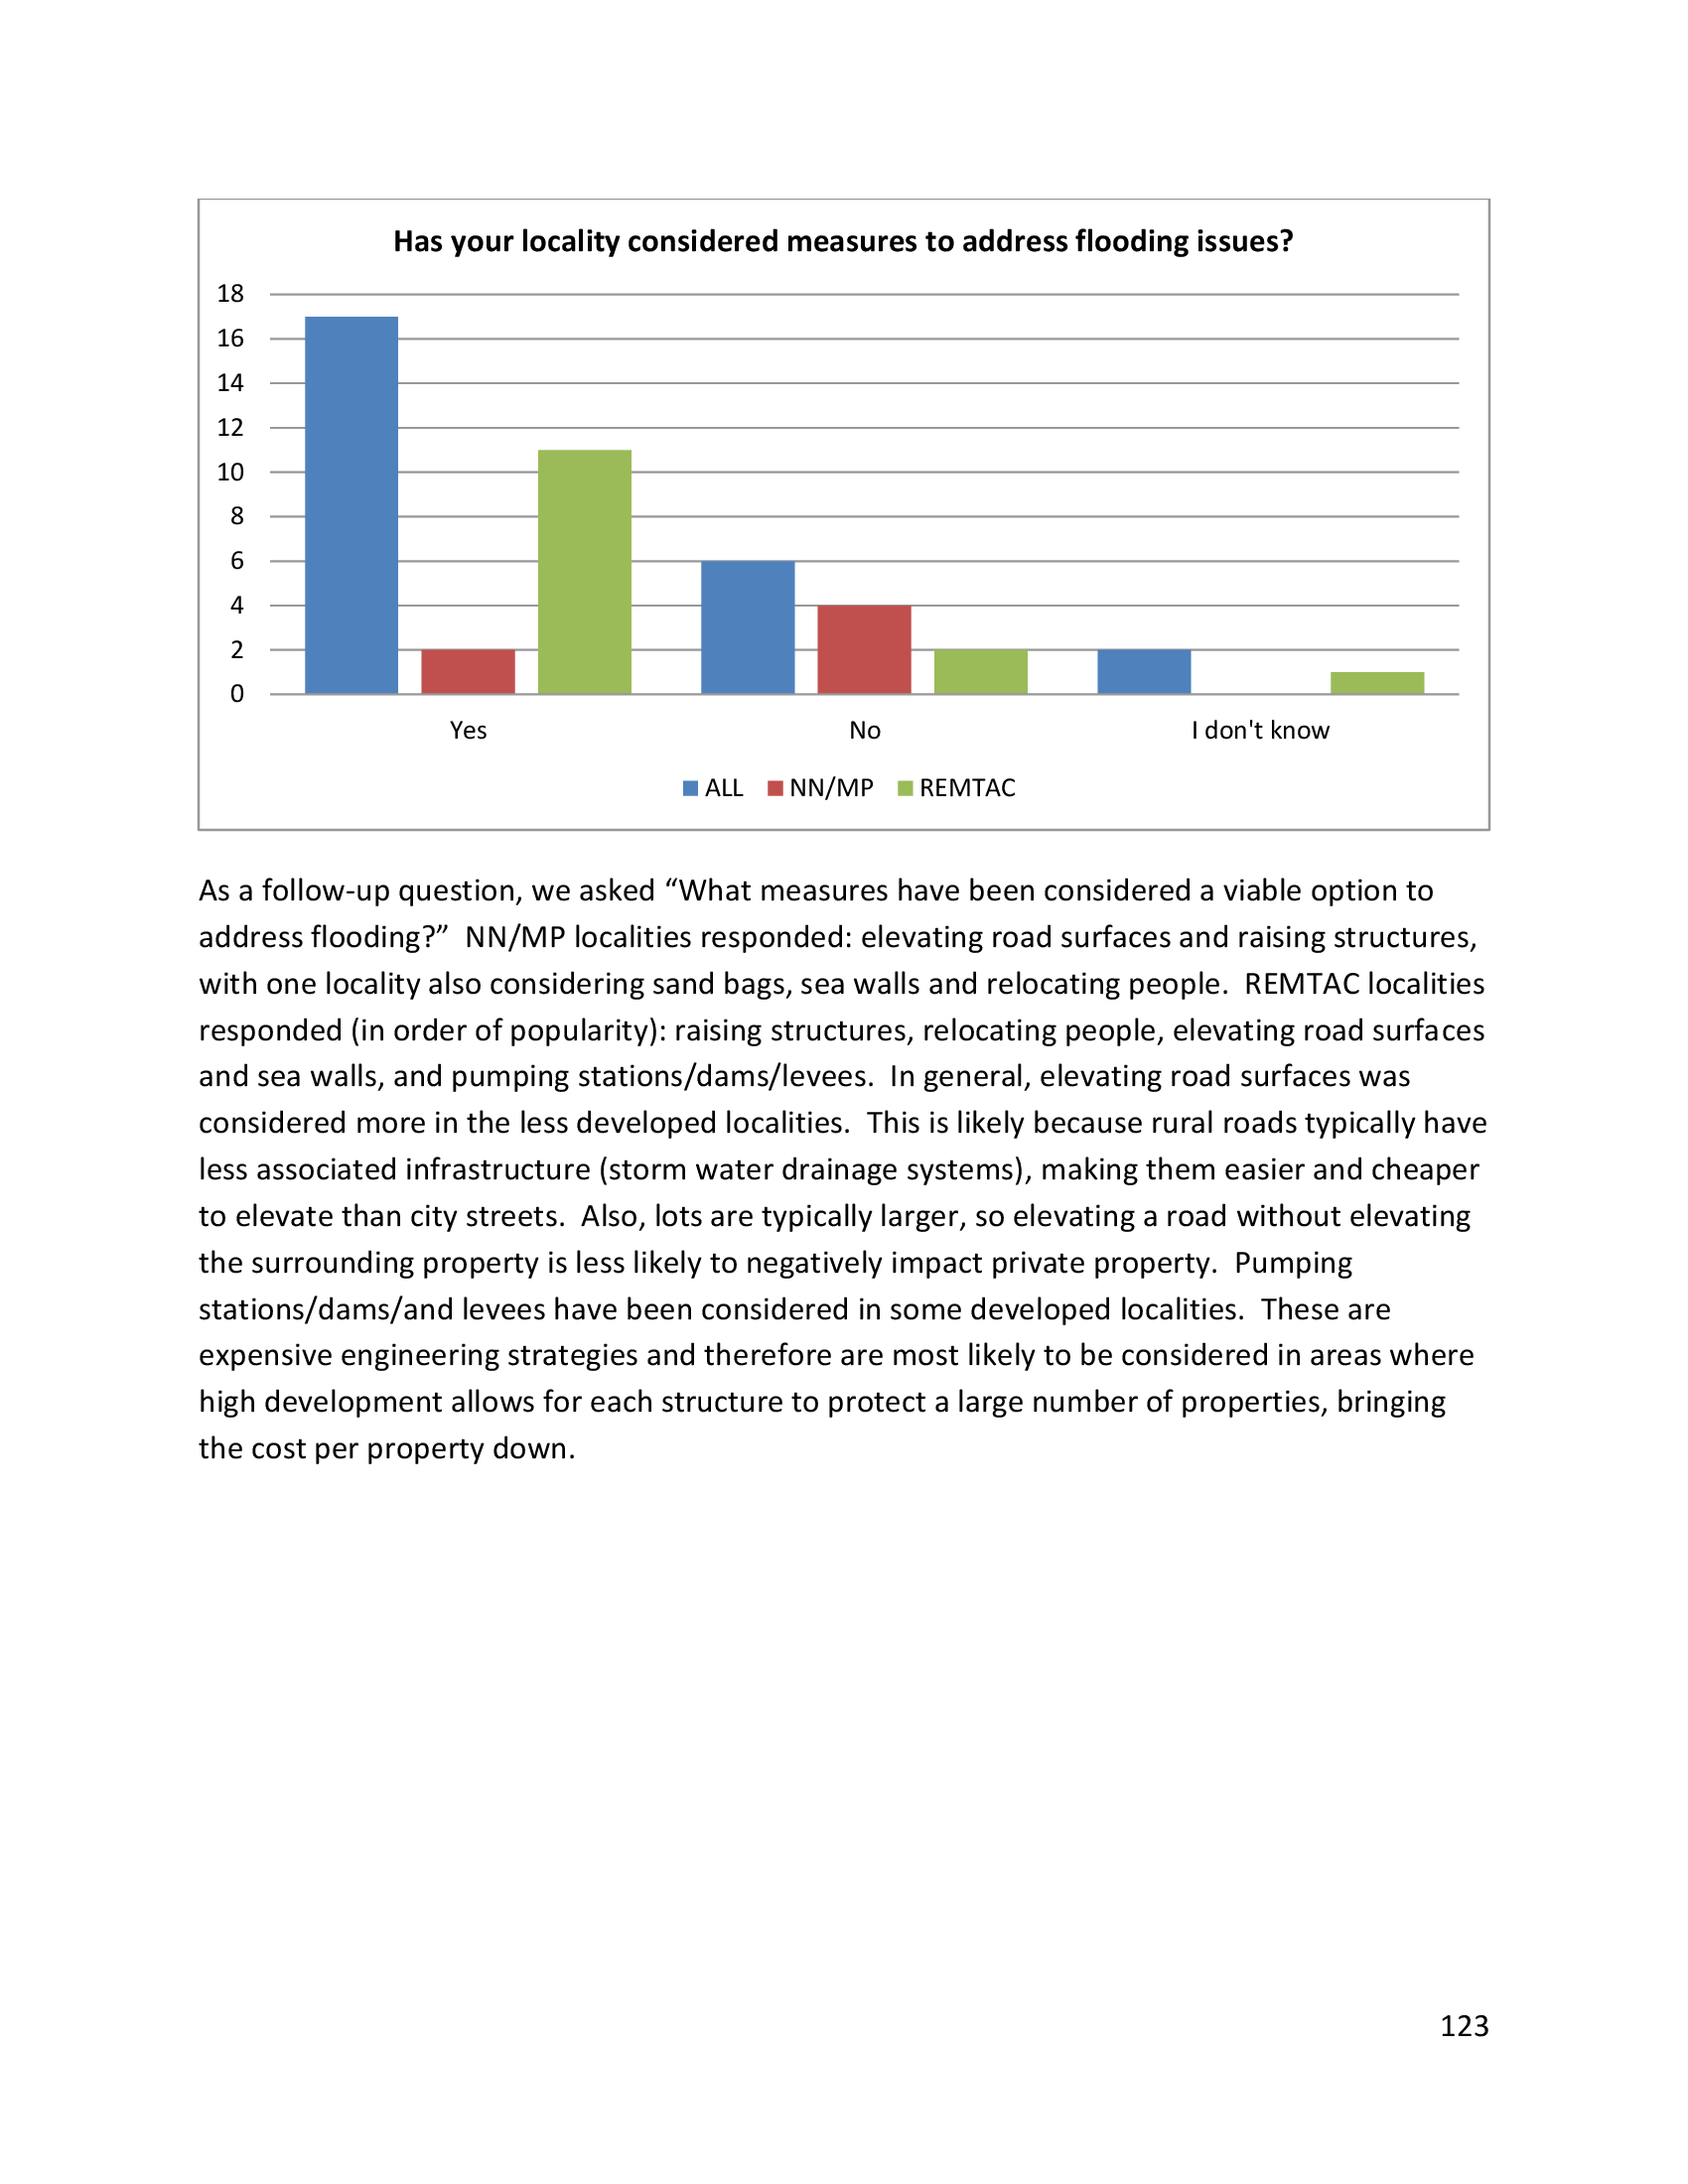 Has your locality considered measures to address flooding issues?
18
16
14
12
10
8
6
4
2
0
Yes No I don't know
ALL NN/MP REMTAC
As a follow-up question, we asked “What measures have been considered a viable option to
address flooding?”  NN/MP localities responded: elevating road surfaces and raising structures,
with one locality also considering sand bags, sea walls and relocating people.  REMTAC localities
responded (in order of popularity): raising structures, relocating people, elevating road surfaces
and sea walls, and pumping stations/dams/levees.  In general, elevating road surfaces was
considered more in the less developed localities.  This is likely because rural roads typically have
less associated infrastructure (storm water drainage systems), making them easier and cheaper
to elevate than city streets.  Also, lots are typically larger, so elevating a road without elevating
the surrounding property is less likely to negatively impact private property.  Pumping
stations/dams/and levees have been considered in some developed localities.  These are
expensive engineering strategies and therefore are most likely to be considered in areas where
high development allows for each structure to protect a large number of properties, bringing
the cost per property down.
123